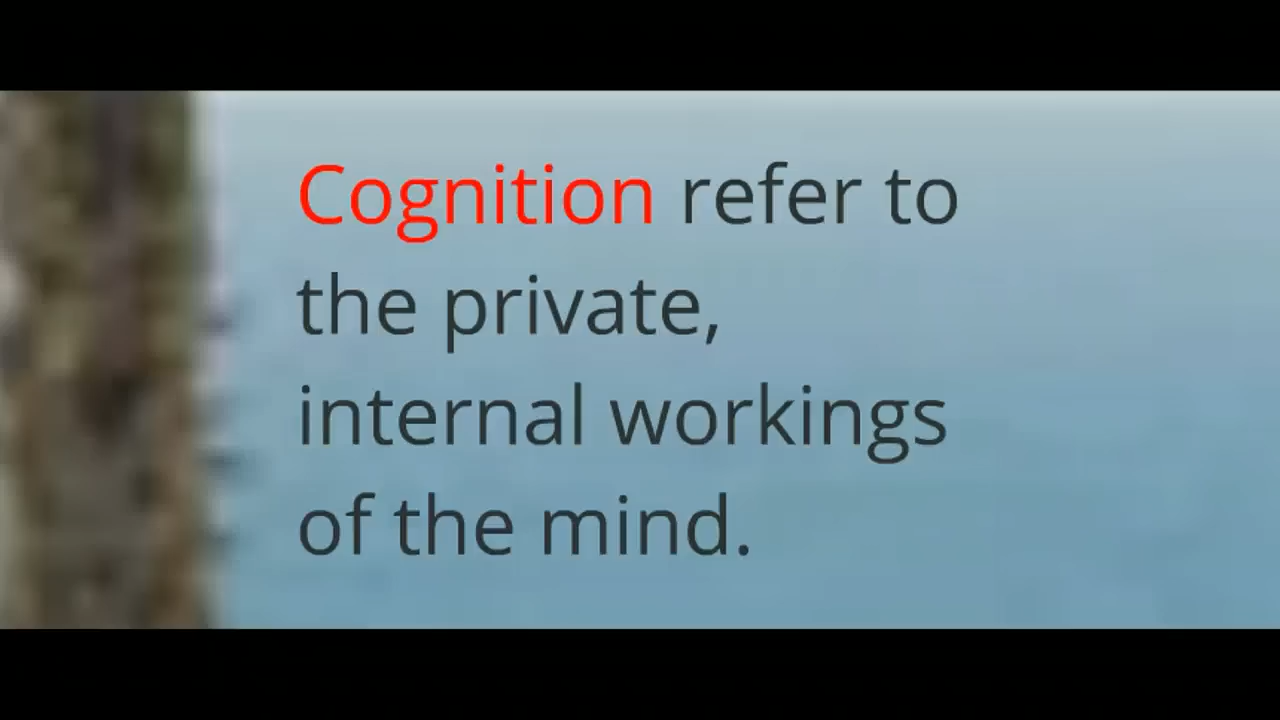 Cognition refer to
the private,
internal workings
of the mind.